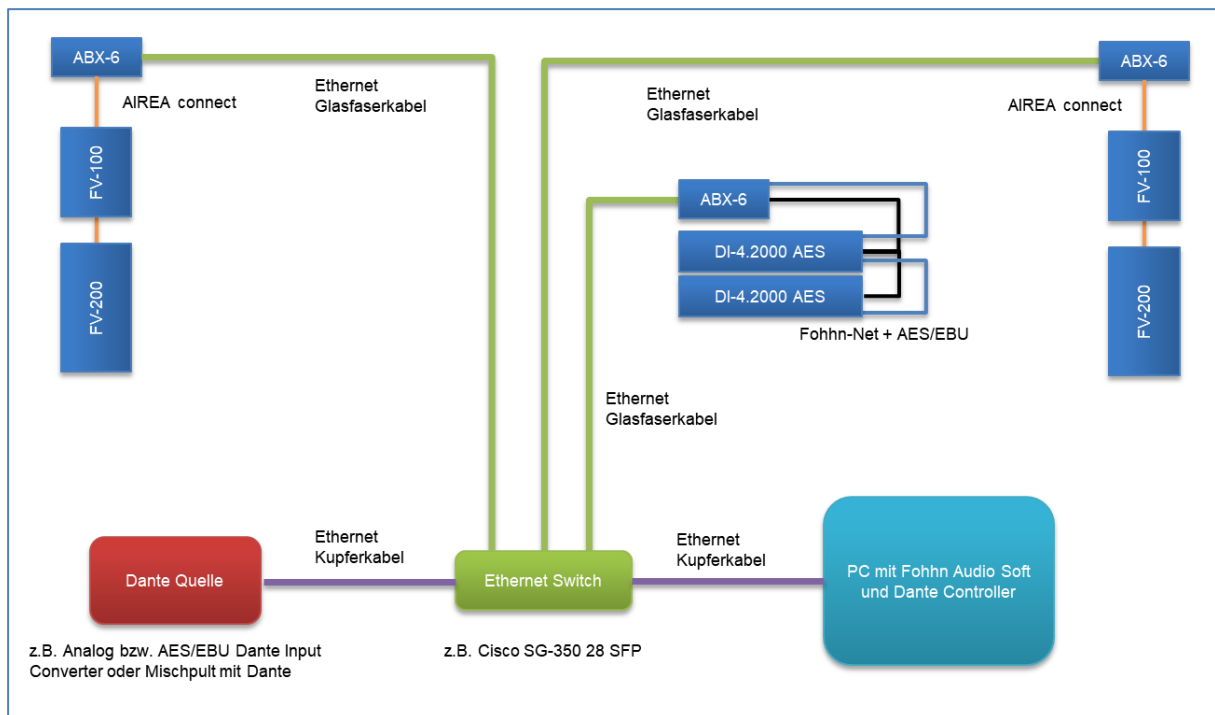 ABX-6
ABX-6
Ethernet
Glasfaserkabel
Ethernet
Glasfaserkabel
AIREA connect
AIREA connect
FV-100
FV-100
ABX-6
DI-4.2000 AES
DI-4.2000 AES
FV-200
FV-200
Fohhn-Net + AES/EBU
Ethernet
Glasfaserkabel
Ethernet
Kupferkabel
Ethernet
Kupferkabel
Dante Quelle
Ethernet Switch
PC mit Fohhn Audio Soft
und Dante Controller
z.B. Analog bzw. AES/EBU Dante Input
Converter oder Mischpult mit Dante
z.B. Cisco SG-350 28 SFP